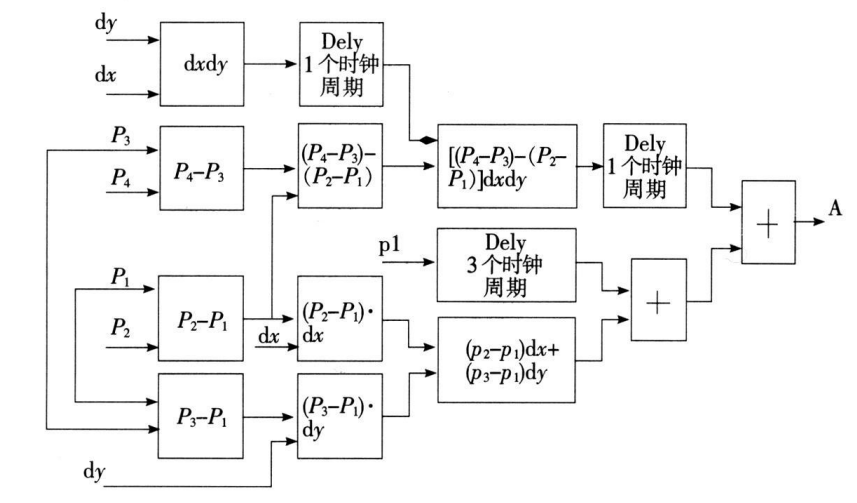 dy
dx
dxdy
Dely
1个时钟
周期
P₃
P₄
P₄−P₃
(P₄−P₃)−
(P₂−P₁)
[(P₄−P₃)−(P₂−
P₁)]dxdy
Dely
1个时钟
周期
+
A
p1
Dely
3个时钟
周期
+
P₁
P₂
P₂−P₁
dx
(P₂−P₁)·
dx
(p₂−p₁)dx+
(p₃−p₁)dy
P₃−P₁
(P₃−P₁)·
dy
dy